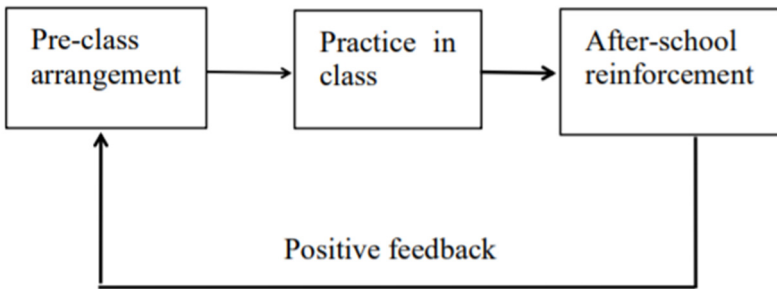 Pre-class
arrangement
Practice in
class
After-school
reinforcement
Positive feedback